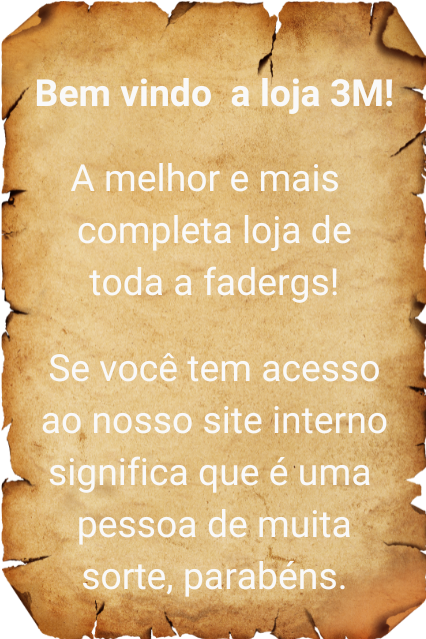 Bem vindo  a loja 3M!
A melhor e mais
completa loja de
toda a fadergs!
Se você tem acesso
ao nosso site interno
significa que é uma
pessoa de muita
sorte, parabéns.